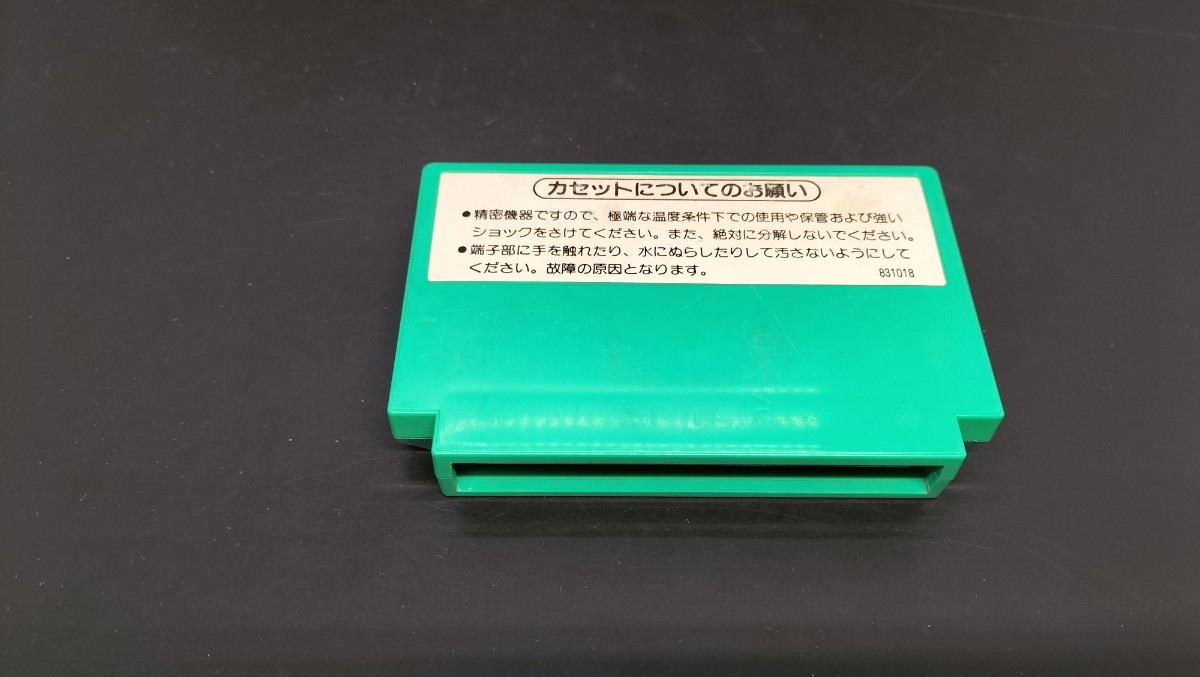 カセットについてのお願い
●精密機器ですので、極端な温度条件下での使用や保管および強い
ショックをさけてください。また、絶対に分解しないでください。
●端子部に手を触れたり、水にぬらしたりして汚さないようにして
ください。故障の原因となります。
831018